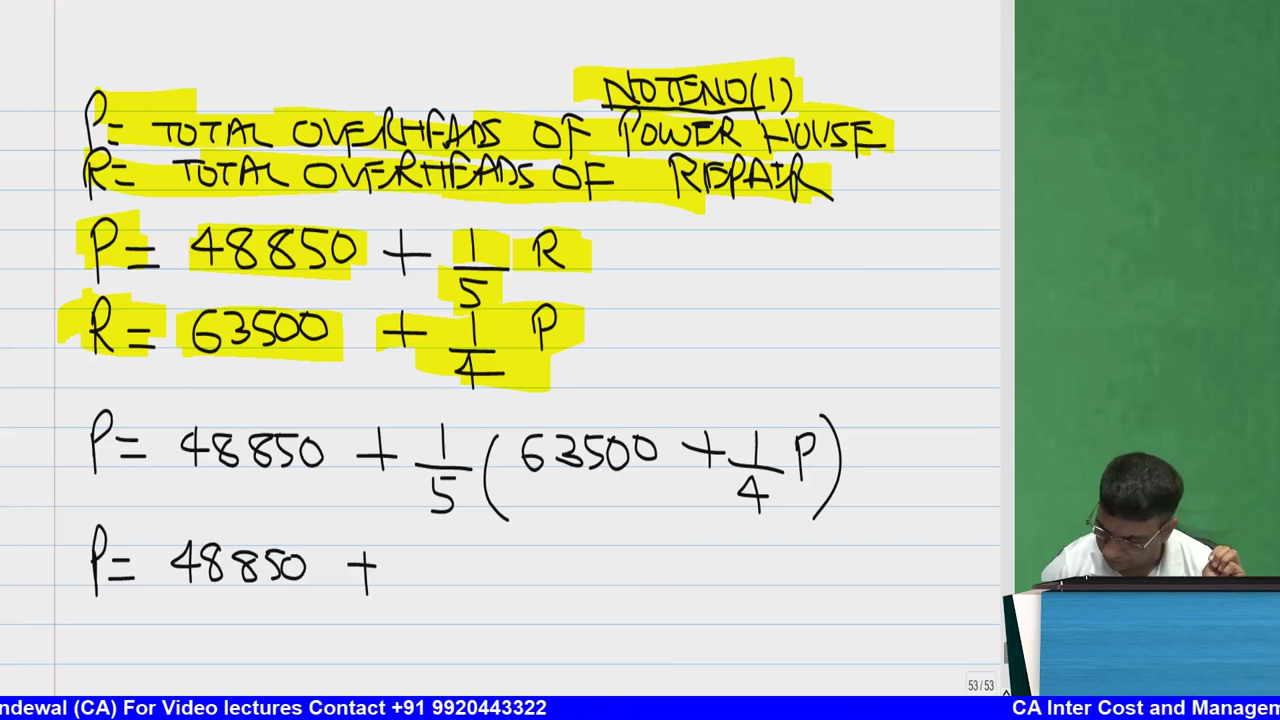 NOTE NO (1)
P= TOTAL OVERHEADS OF POWER HOUSE
R= TOTAL OVERHEADS OF REPAIR
P= 48850 + 1/5 R
R= 63500 + 1/4 P
P= 48850 + 1/5 ( 63500 + 1/4 P )
P= 48850 +
53/53
ndewal (CA) For Video lectures Contact +91 9920443322
CA Inter Cost and Managem